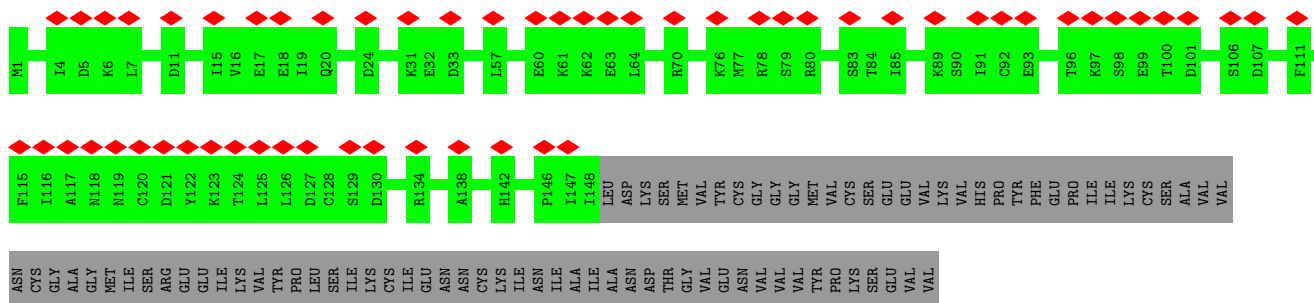 M1 I4 D5 K6 L7 D11 I15 V16 E17 E18 I19 Q20 D24 K31 E32 D33 L57 E60 K61 K62 E63 L64 R70 K76 M77 R78 S79 R80 S83 T84 I85 K89 S90 I91 C92 E93 T96 K97 S98 E99 T100 D101 S106 D107 F111
F115 I116 A117 N118 N119 C120 D121 Y122 K123 T124 L125 L126 D127 C128 S129 D130 R134 A138 H142 P146 I147 I148 LEU ASP LYS SER MET VAL TYR CYS GLY GLY GLY MET VAL CYS SER GLU GLU VAL LYS VAL HIS PRO TYR PHE GLU PRO ILE ILE LYS CYS SER ALA VAL VAL
ASN CYS GLY ALA GLY MET ILE SER ARG GLU GLU ILE LYS VAL TYR PRO LEU SER ILE LYS CYS ILE GLU ASN ASN CYS LYS ILE ASN ILE ALA ILE ALA ASN ASP THR GLY VAL GLU ASN VAL VAL VAL TYR PRO LYS SER GLU VAL VAL